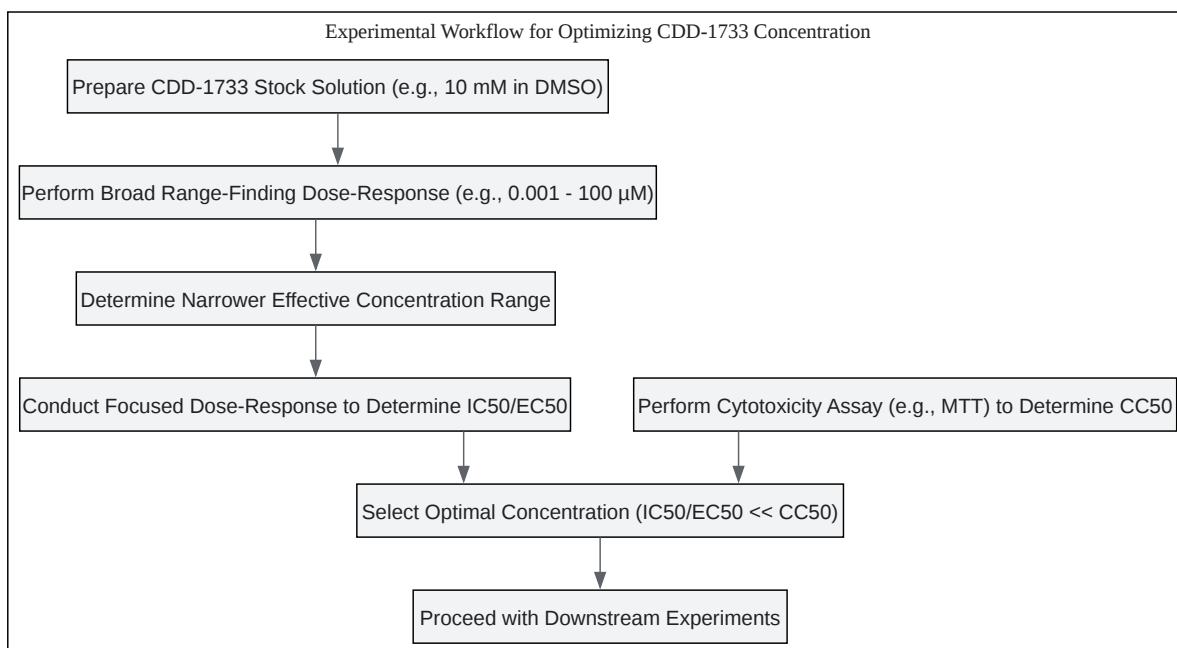 Experimental Workflow for Optimizing CDD-1733 Concentration
Prepare CDD-1733 Stock Solution (e.g., 10 mM in DMSO)
Perform Broad Range-Finding Dose-Response (e.g., 0.001 - 100 µM)
Determine Narrower Effective Concentration Range
Conduct Focused Dose-Response to Determine IC50/EC50
Perform Cytotoxicity Assay (e.g., MTT) to Determine CC50
Select Optimal Concentration (IC50/EC50 << CC50)
Proceed with Downstream Experiments